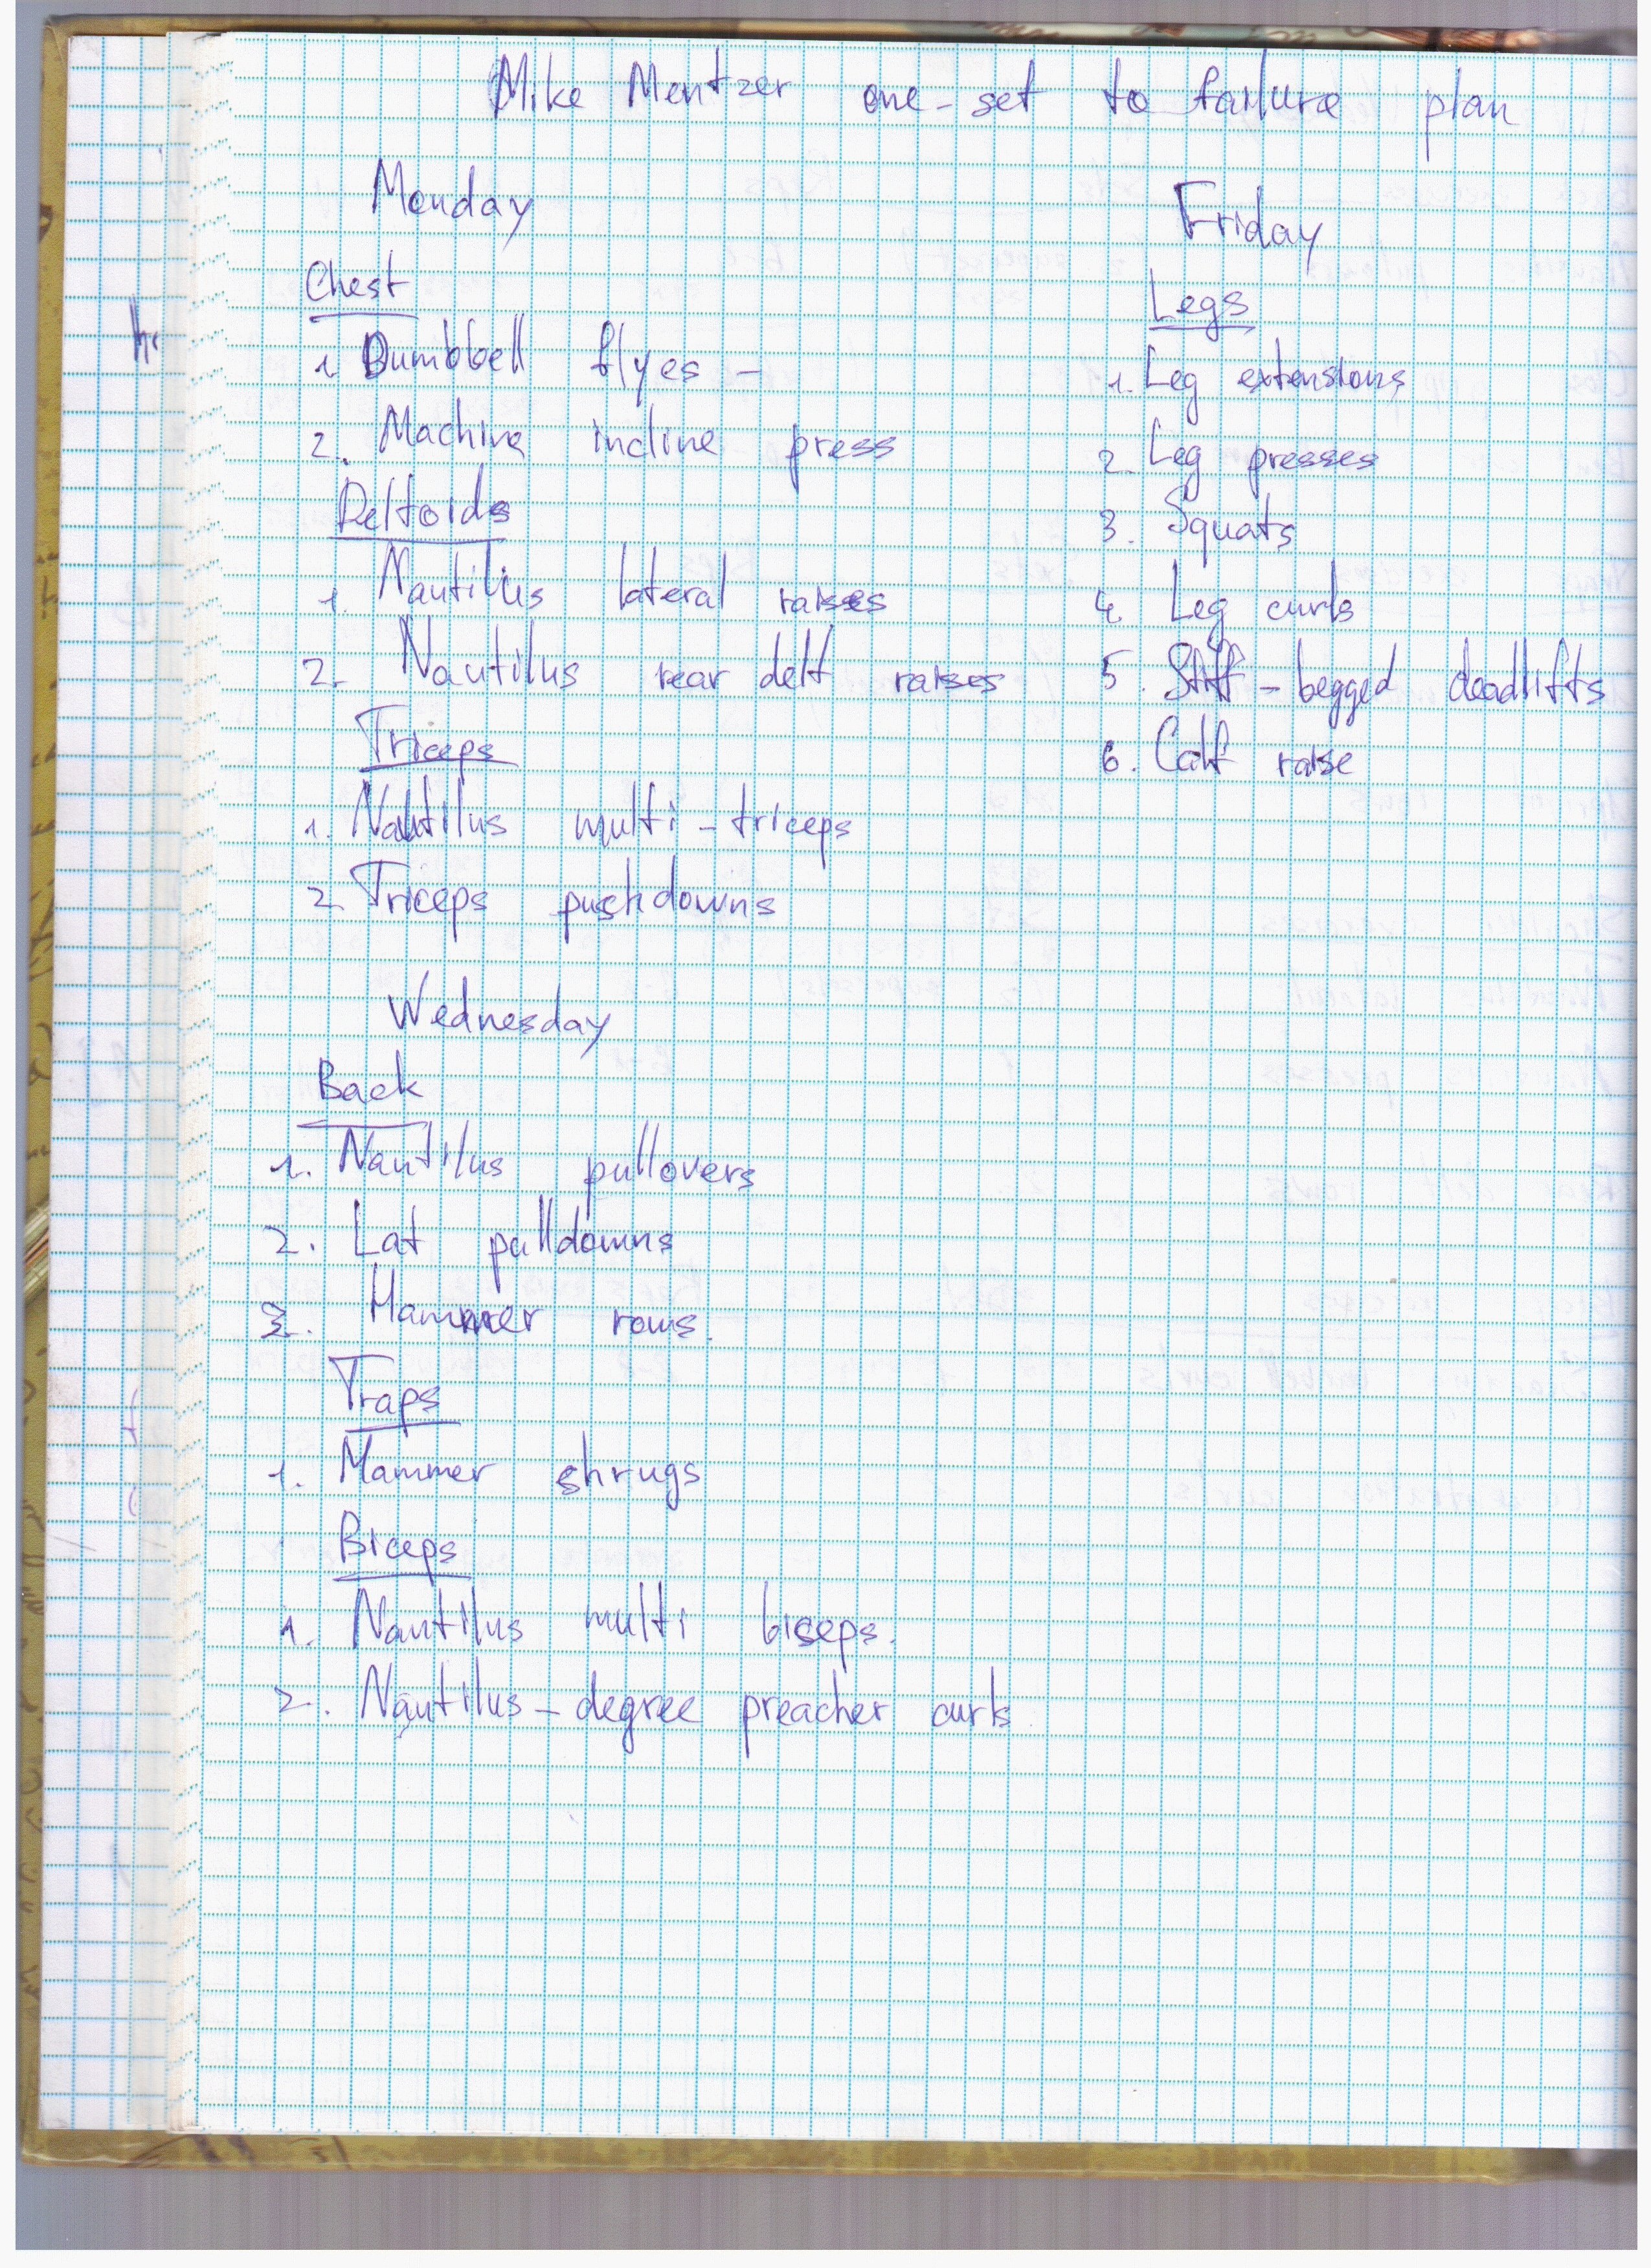 Mike Mentzer one-set to failure plan
Monday
Chest
1. Dumbbell flyes -
2. Machine incline press
Deltoids
1. Nautilus lateral raises
2. Nautilus rear delt raises
Triceps
1. Nautilus multi-triceps
2. Triceps pushdowns
Wednesday
Back
1. Nautilus pullovers
2. Lat pulldowns
3. Hammer rows.
Traps
1. Hammer shrugs
Biceps
1. Nautilus multi biceps.
2. Nautilus-degree preacher curls
Friday
Legs
1. Leg extensions
2. Leg presses
3. Squats
4. Leg curls
5. Stiff-legged deadlifts
6. Calf raise